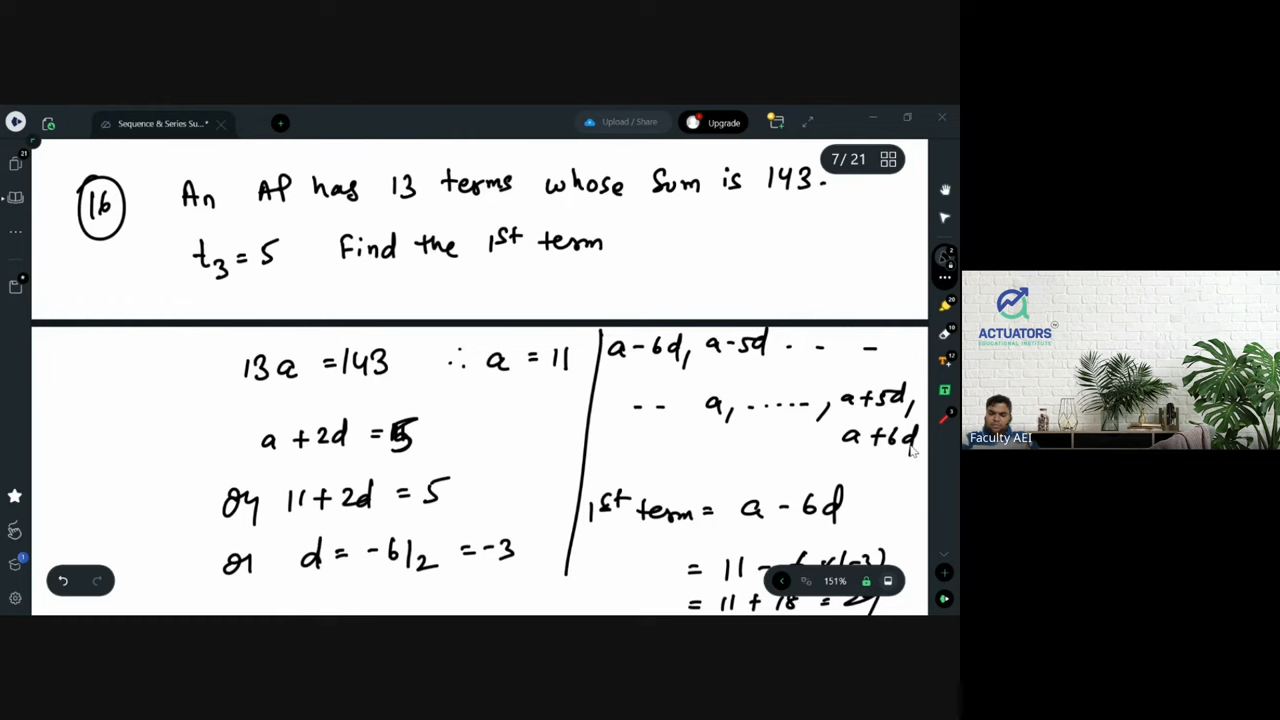 Sequence & Series Su...*
Upload / Share
Upgrade
7 / 21
16 An AP has 13 terms whose sum is 143.
t3 = 5 Find the 1st term
13a = 143 ∴ a = 11
a + 2d = 5
or 11 + 2d = 5
or d = -6/2 = -3
a - 6d, a - 5d . - -
-- a, ......, a + 5d,
a + 6d
1st term = a - 6d
= 11 -
= 11 + 18 =
151%
ACTUATORS
EDUCATIONAL INSTITUTE
Faculty AEI